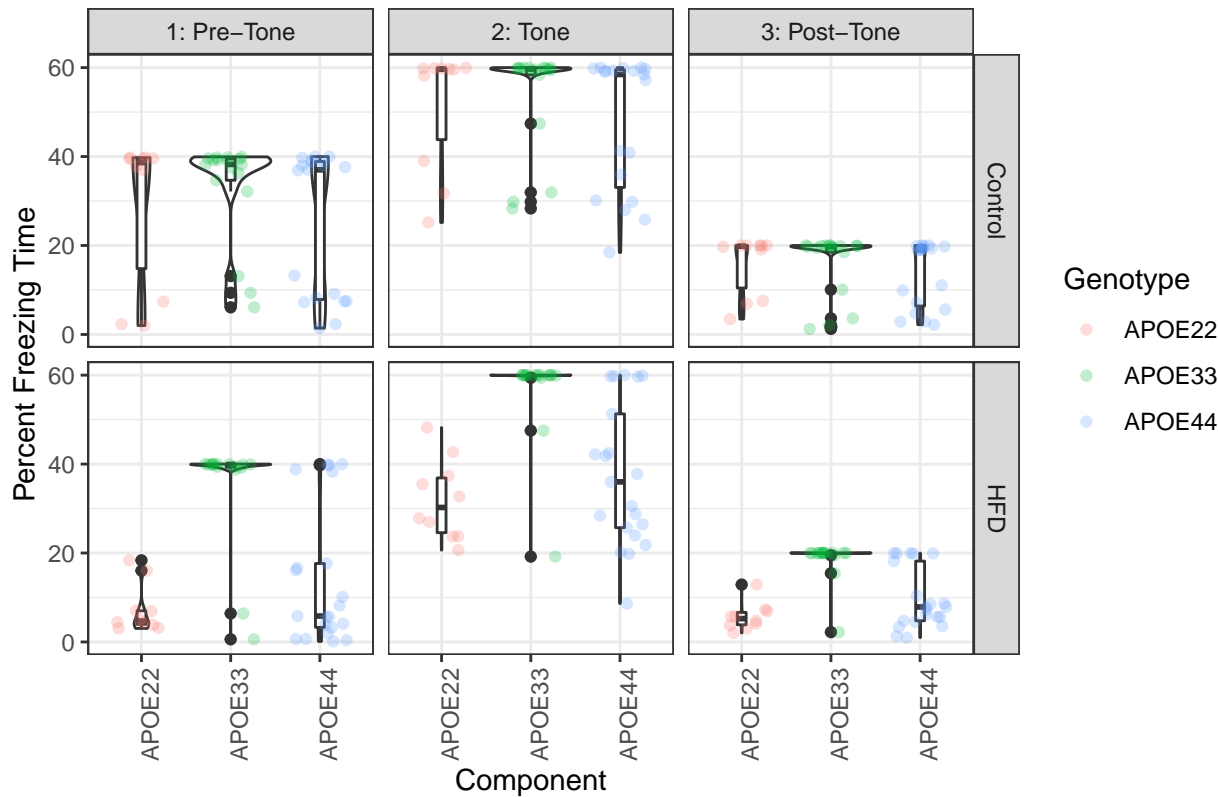 1: Pre−Tone
2: Tone
3: Post−Tone
60
40
20
0
Control
60
40
20
0
HFD
Percent Freezing Time
APOE22
APOE33
APOE44
APOE22
APOE33
APOE44
APOE22
APOE33
APOE44
Component
Genotype
APOE22
APOE33
APOE44